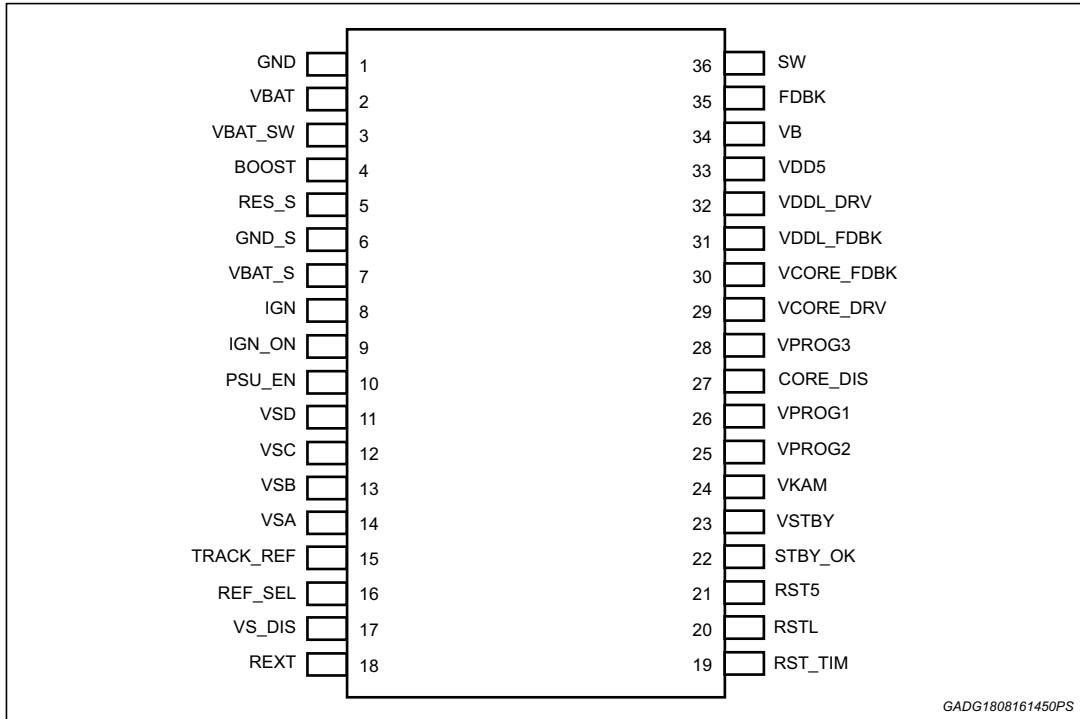 GND 1 36 SW
VBAT 2 35 FDBK
VBAT_SW 3 34 VB
BOOST 4 33 VDD5
RES_S 5 32 VDDL_DRV
GND_S 6 31 VDDL_FDBK
VBAT_S 7 30 VCORE_FDBK
IGN 8 29 VCORE_DRV
IGN_ON 9 28 VPROG3
PSU_EN 10 27 CORE_DIS
VSD 11 26 VPROG1
VSC 12 25 VPROG2
VSB 13 24 VKAM
VSA 14 23 VSTBY
TRACK_REF 15 22 STBY_OK
REF_SEL 16 21 RST5
VS_DIS 17 20 RSTL
REXT 18 19 RST_TIM
GADG1808161450PS